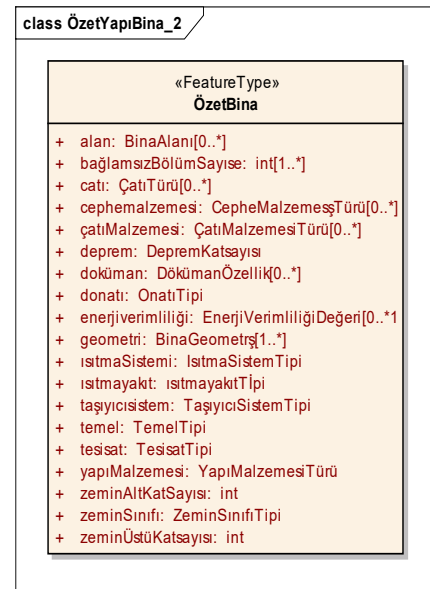 class ÖzetYapıBina_2
«FeatureType»
ÖzetBina
+ alan: BinaAlanı[0..*]
+ bağlamsızBölümSayıse: int[1..*]
+ catı: ÇatıTürü[0..*]
+ cephemalzemesi: CepheMalzemesşTürü[0..*]
+ çatıMalzemesi: ÇatıMalzemesiTürü[0..*]
+ deprem: DepremKatsayısı
+ doküman: DökümanÖzellik[0..*]
+ donatı: OnatıTipi
+ enerjiverimliliği: EnerjiVerimliliğiDeğeri[0..*1
+ geometri: BinaGeometrş[1..*]
+ ısıtmaSistemi: IsıtmaSistemTipi
+ ısıtmayakıt: ısıtmayakıtTİpi
+ taşıyıcısistem: TaşıyıcıSistemTipi
+ temel: TemelTipi
+ tesisat: TesisatTipi
+ yapıMalzemesi: YapıMalzemesiTürü
+ zeminAltKatSayısı: int
+ zeminSınıfı: ZeminSınıfıTipi
+ zeminÜstüKatsayısı: int